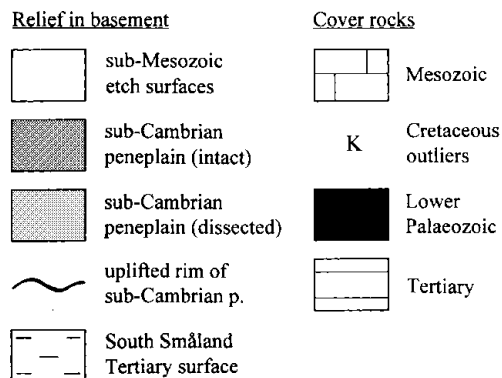 Relief in basement
sub-Mesozoic
etch surfaces
sub-Cambrian
peneplain (intact)
sub-Cambrian
peneplain (dissected)
uplifted rim of
sub-Cambrian p.
South Småland
Tertiary surface
Cover rocks
Mesozoic
K
Cretaceous
outliers
Lower
Palaeozoic
Tertiary